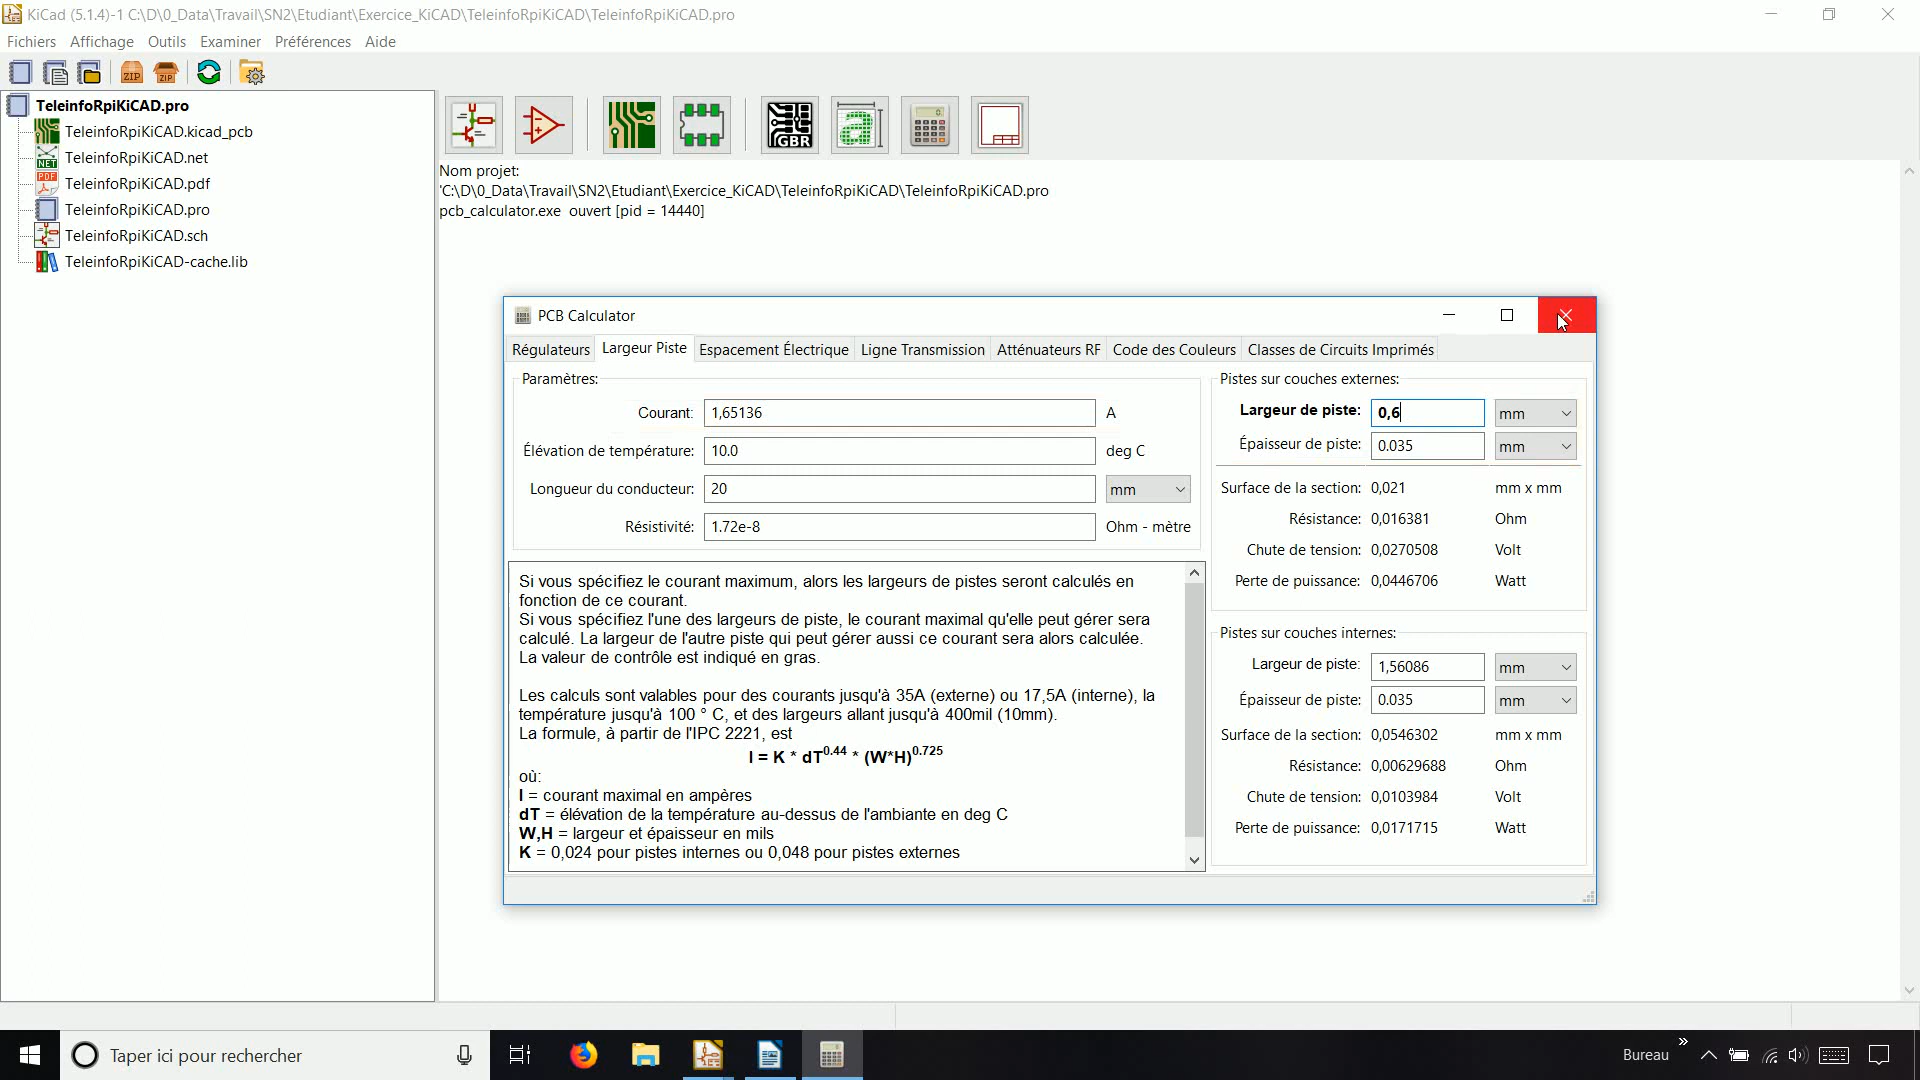 KiCad (5.1.4)-1 C:\D\0_Data\Travail\SN2\Etudiant\Exercice_KiCAD\TeleinfoRpiKiCAD\TeleinfoRpiKiCAD.pro
Fichiers Affichage Outils Examiner Préférences Aide
ZIP ZIP
TeleinfoRpiKiCAD.pro
TeleinfoRpiKiCAD.kicad_pcb
NET TeleinfoRpiKiCAD.net
PDF TeleinfoRpiKiCAD.pdf
TeleinfoRpiKiCAD.pro
TeleinfoRpiKiCAD.sch
TeleinfoRpiKiCAD-cache.lib
GBR a
Nom projet:
'C:\D\0_Data\Travail\SN2\Etudiant\Exercice_KiCAD\TeleinfoRpiKiCAD\TeleinfoRpiKiCAD.pro
pcb_calculator.exe ouvert [pid = 14440]
PCB Calculator
Régulateurs Largeur Piste Espacement Électrique Ligne Transmission Atténuateurs RF Code des Couleurs Classes de Circuits Imprimés
Paramètres:
Courant: 1,65136 A
Élévation de température: 10.0 deg C
Longueur du conducteur: 20 mm
Résistivité: 1.72e-8 Ohm - mètre
Si vous spécifiez le courant maximum, alors les largeurs de pistes seront calculés en
fonction de ce courant.
Si vous spécifiez l'une des largeurs de piste, le courant maximal qu'elle peut gérer sera
calculé. La largeur de l'autre piste qui peut gérer aussi ce courant sera alors calculée.
La valeur de contrôle est indiqué en gras.
Les calculs sont valables pour des courants jusqu'à 35A (externe) ou 17,5A (interne), la
température jusqu'à 100 ° C, et des largeurs allant jusqu'à 400mil (10mm).
La formule, à partir de l'IPC 2221, est
I = K * dT0.44 * (W*H)0.725
où:
I = courant maximal en ampères
dT = élévation de la température au-dessus de l'ambiante en deg C
W,H = largeur et épaisseur en mils
K = 0,024 pour pistes internes ou 0,048 pour pistes externes
Pistes sur couches externes:
Largeur de piste: 0,6 mm
Épaisseur de piste: 0.035 mm
Surface de la section: 0,021 mm x mm
Résistance: 0,016381 Ohm
Chute de tension: 0,0270508 Volt
Perte de puissance: 0,0446706 Watt
Pistes sur couches internes:
Largeur de piste: 1,56086 mm
Épaisseur de piste: 0.035 mm
Surface de la section: 0,0546302 mm x mm
Résistance: 0,00629688 Ohm
Chute de tension: 0,0103984 Volt
Perte de puissance: 0,0171715 Watt
Taper ici pour rechercher
Bureau